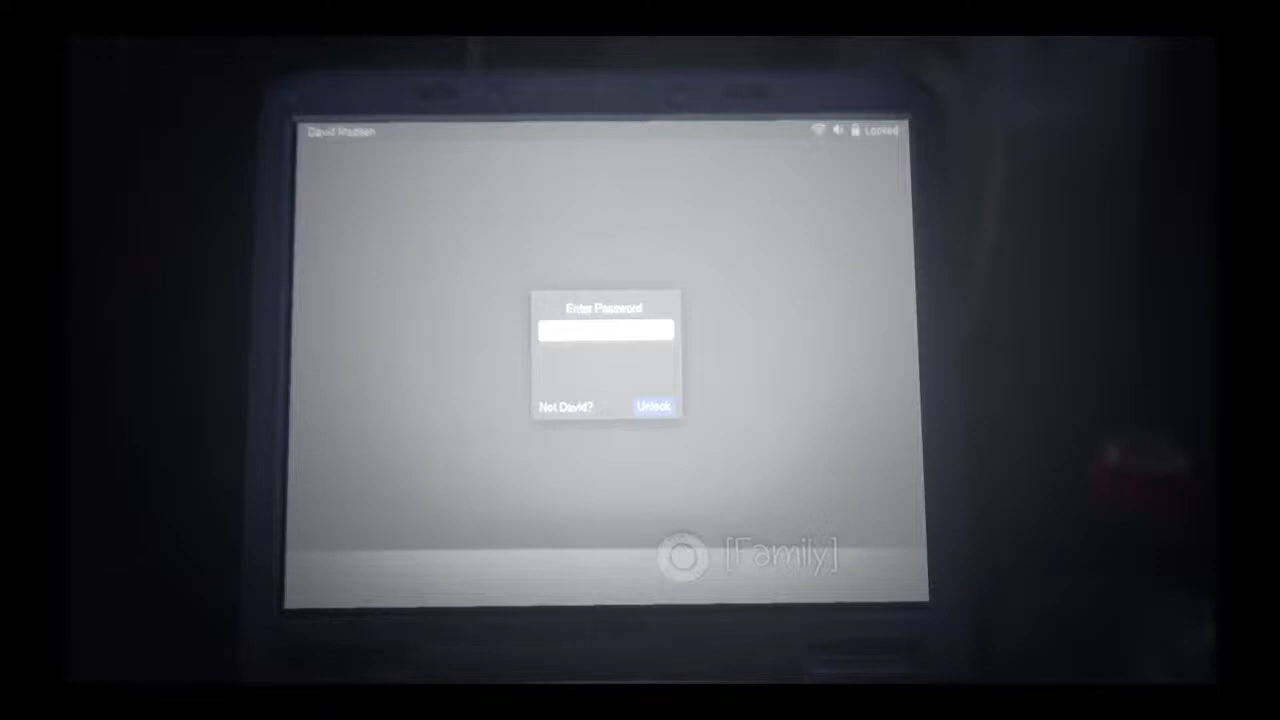 David Madsen
Locked
Enter Password
Not David?
Unlock
[Family]